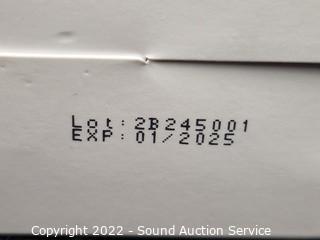 Lot: 2B245001
EXP: 01/2025
Copyright 2022 - Sound Auction Service